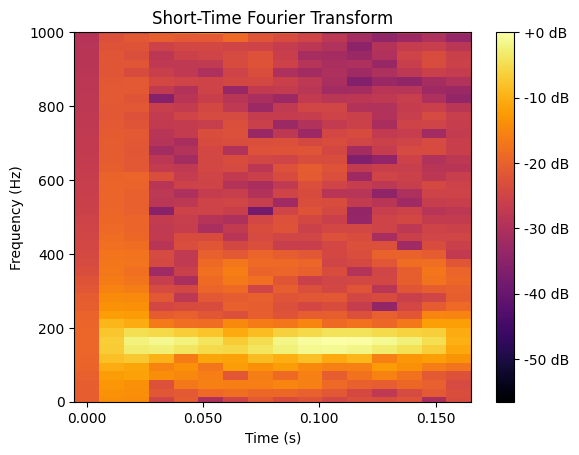 Short-Time Fourier Transform
1000
800
600
400
200
0
Frequency (Hz)
0.000
0.050
0.100
0.150
Time (s)
+0 dB
-10 dB
-20 dB
-30 dB
-40 dB
-50 dB